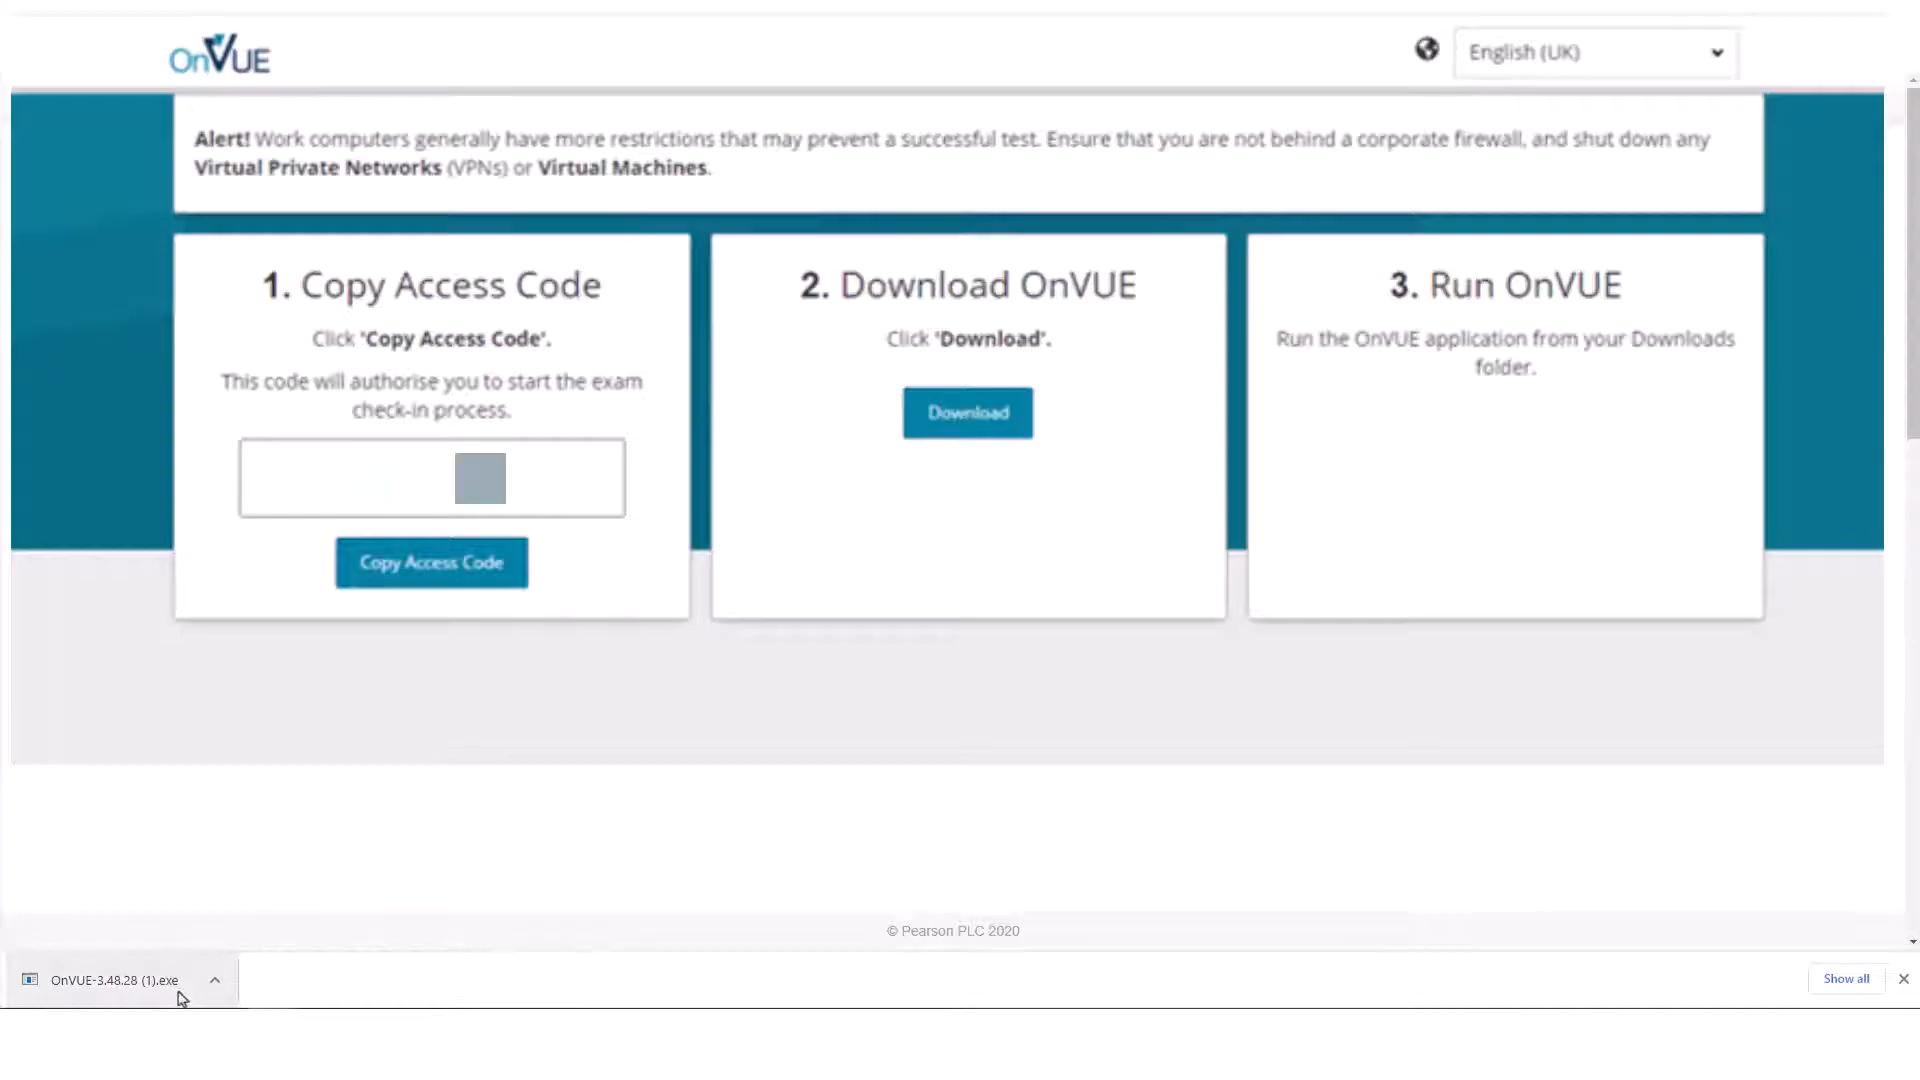 OnVUE
English (UK)
Alert! Work computers generally have more restrictions that may prevent a successful test. Ensure that you are not behind a corporate firewall, and shut down any
Virtual Private Networks (VPNs) or Virtual Machines.
1. Copy Access Code
Click 'Copy Access Code'.
This code will authorise you to start the exam
check-in process.
Copy Access Code
2. Download OnVUE
Click 'Download'.
Download
3. Run OnVUE
Run the OnVUE application from your Downloads
folder.
© Pearson PLC 2020
OnVUE-3.48.28 (1).exe
Show all